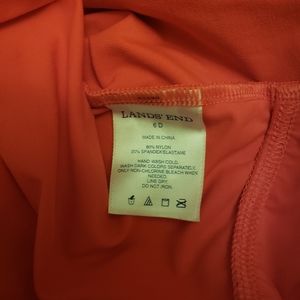 LANDS' END
6 D
MADE IN CHINA
80% NYLON
20% SPANDEX/ELASTANE
HAND WASH COLD.
WASH DARK COLORS SEPARATELY.
ONLY NON-CHLORINE BLEACH WHEN
NEEDED.
LINE DRY.
DO NOT IRON.